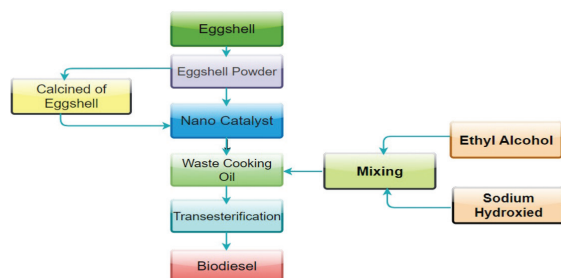 Eggshell
Eggshell Powder
Calcined of
Eggshell
Nano Catalyst
Ethyl Alcohol
Waste Cooking
Oil
Mixing
Sodium
Hydroxied
Transesterification
Biodiesel